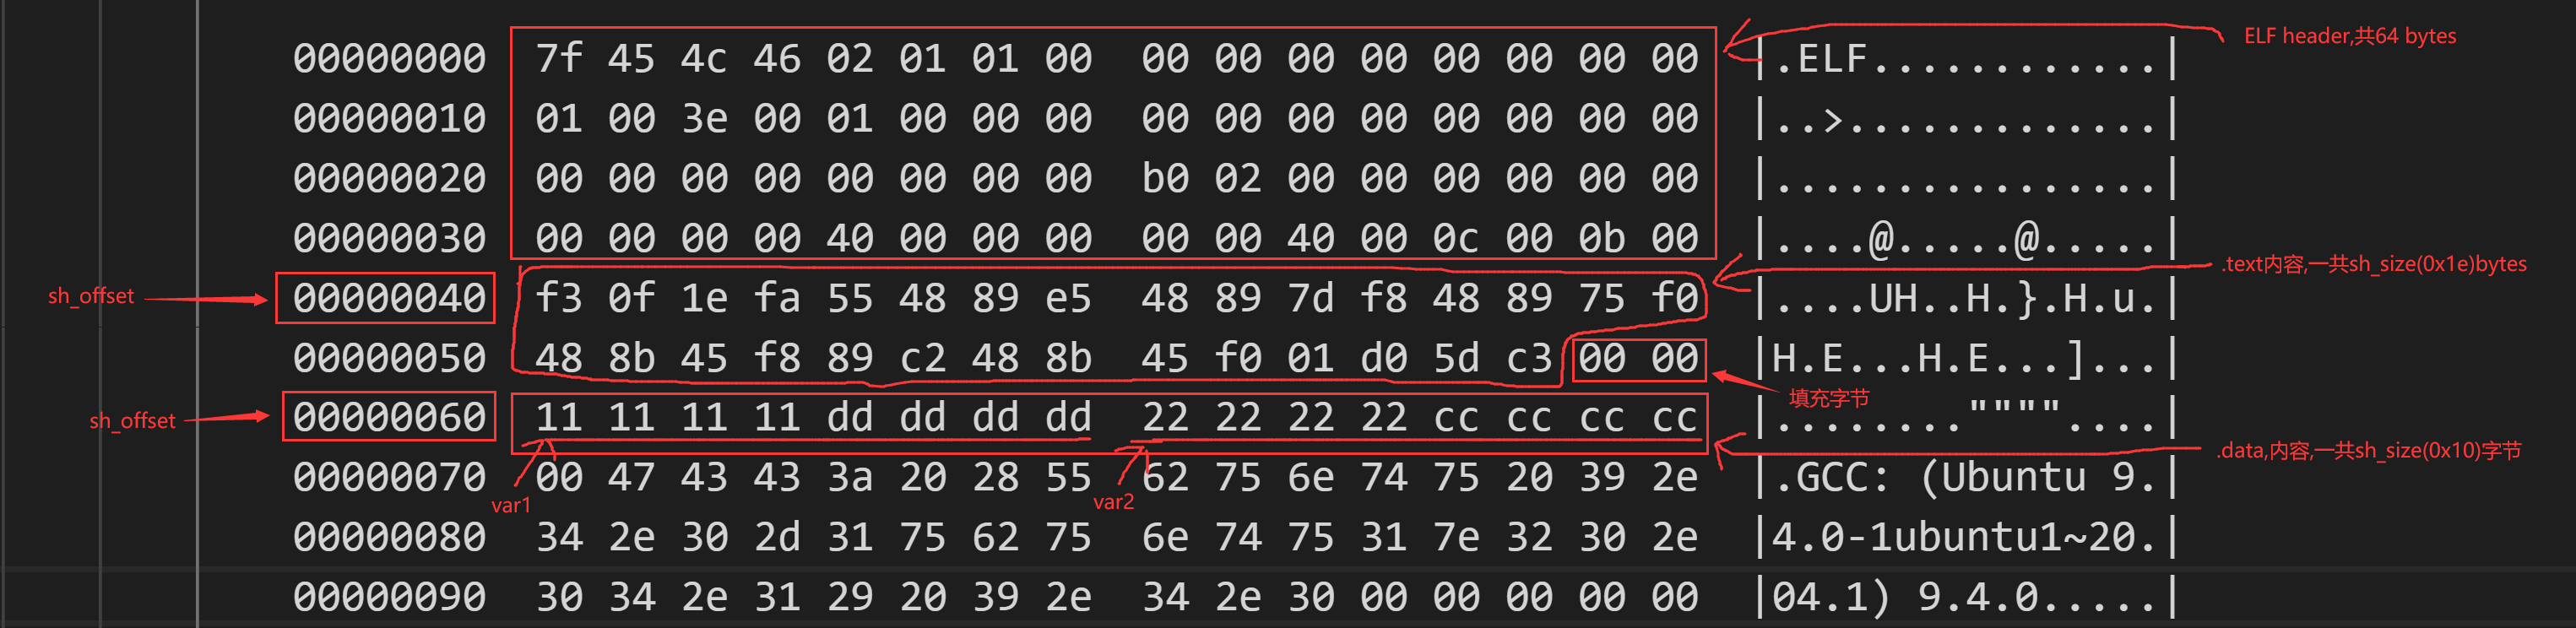 ELF header,共64 bytes
00000000 7f 45 4c 46 02 01 01 00 00 00 00 00 00 00 00 00 |.ELF............|
00000010 01 00 3e 00 01 00 00 00 00 00 00 00 00 00 00 00 |..>.............|
00000020 00 00 00 00 00 00 00 00 b0 02 00 00 00 00 00 00 |................|
00000030 00 00 00 00 40 00 00 00 00 00 40 00 0c 00 0b 00 |....@.....@.....|
.text内容,一共sh_size(0x1e)bytes
sh_offset
00000040 f3 0f 1e fa 55 48 89 e5 48 89 7d f8 48 89 75 f0 |....UH..H.}.H.u.|
00000050 48 8b 45 f8 89 c2 48 8b 45 f0 01 d0 5d c3 00 00 |H.E...H.E...]...|
填充字节
sh_offset
00000060 11 11 11 11 dd dd dd dd 22 22 22 22 cc cc cc cc |........""""....|
.data,内容,一共sh_size(0x10)字节
00000070 00 47 43 43 3a 20 28 55 62 75 6e 74 75 20 39 2e |.GCC: (Ubuntu 9.|
var1
var2
00000080 34 2e 30 2d 31 75 62 75 6e 74 75 31 7e 32 30 2e |4.0-1ubuntu1~20.|
00000090 30 34 2e 31 29 20 39 2e 34 2e 30 00 00 00 00 00 |04.1) 9.4.0.....|